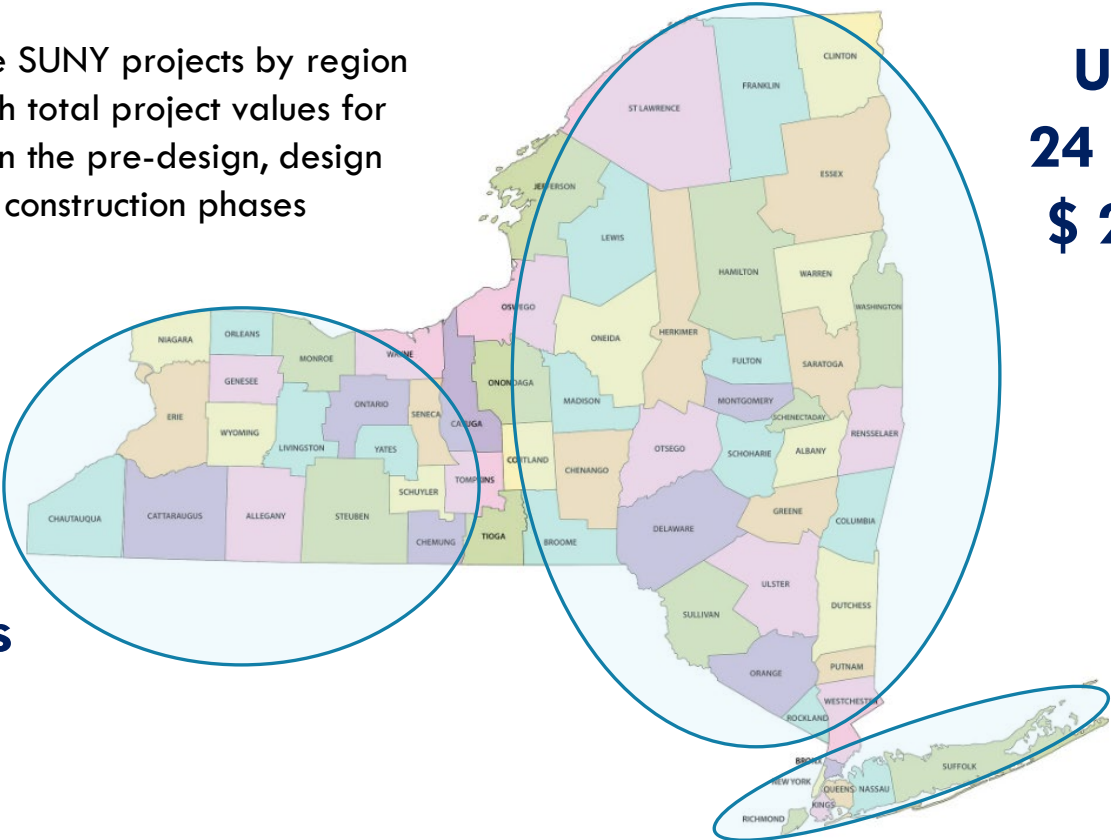 e SUNY projects by region
h total project values for
n the pre-design, design
construction phases
U
24
$ 2
s
CLINTON
FRANKLIN
ST LAWRENCE
ESSEX
JEFFERSON
LEWIS
HAMILTON
WARREN
WASHINGTON
OSWEGO
ONEIDA
HERKIMER
NIAGARA
ORLEANS
MONROE
WAYNE
FULTON
SARATOGA
GENESEE
ONONDAGA
MADISON
MONTGOMERY
ONTARIO
SENECA
CAYUGA
SCHENECTADAY
ERIE
WYOMING
LIVINGSTON
YATES
OTSEGO
SCHOHARIE
ALBANY
RENSSELAER
CORTLAND
CHENANGO
TOMPKINS
SCHUYLER
CHAUTAUQUA
CATTARAUGUS
ALLEGANY
STEUBEN
GREENE
COLUMBIA
DELAWARE
CHEMUNG
TIOGA
BROOME
ULSTER
DUTCHESS
SULLIVAN
PUTNAM
ORANGE
WESTCHESTER
ROCKLAND
BRONX
SUFFOLK
NEW YORK
QUEENS
NASSAU
KINGS
RICHMOND